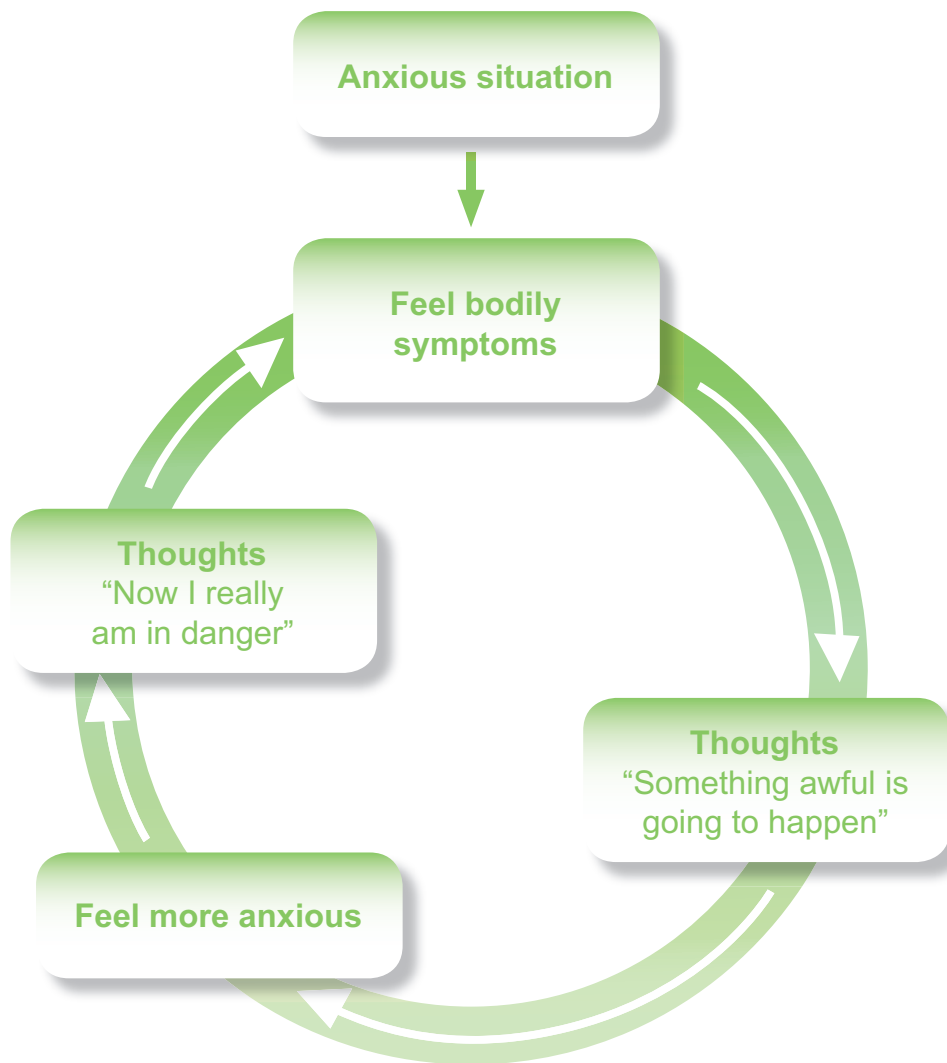 Anxious situation
Feel bodily
symptoms
Thoughts
“Now I really
am in danger”
Thoughts
“Something awful is
going to happen”
Feel more anxious